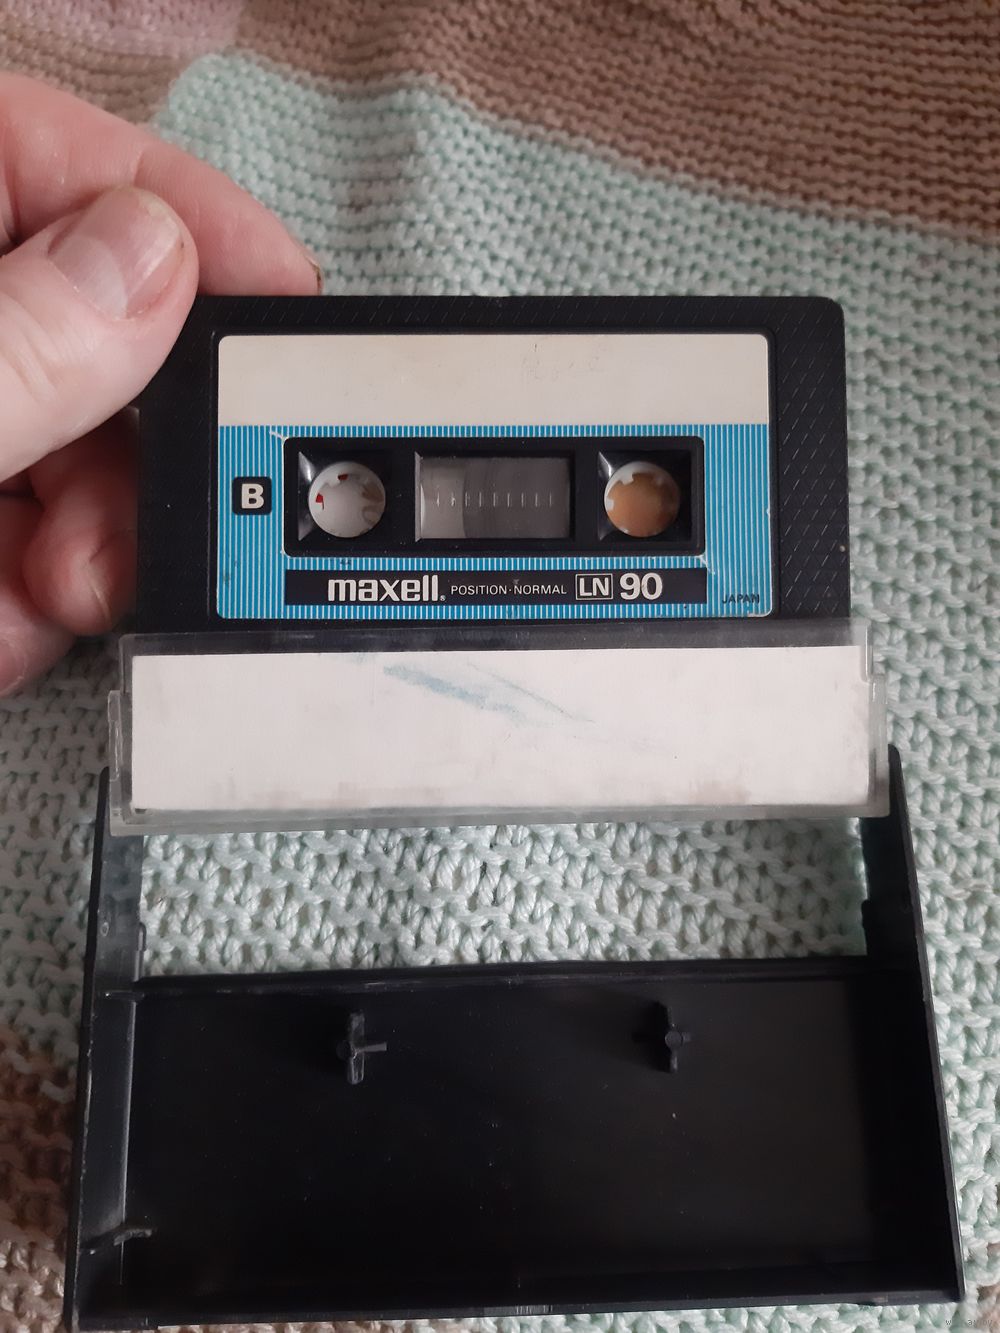 B
maxell. POSITION·NORMAL LN 90
JAPAN